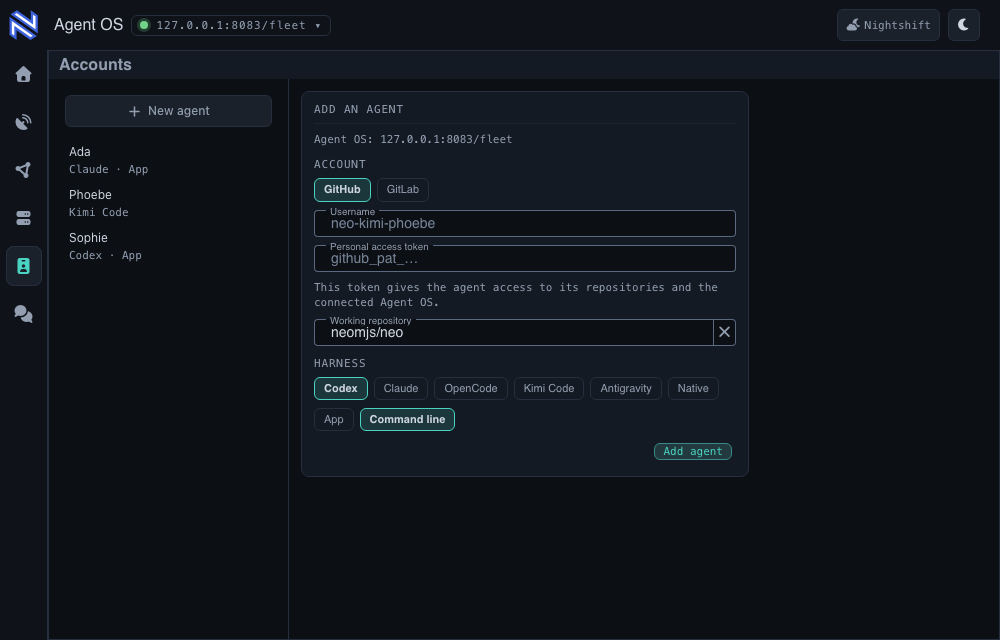 Agent OS
127.0.0.1:8083/fleet
Nightshift
Accounts
New agent
Ada
Claude · App
Phoebe
Kimi Code
Sophie
Codex · App
ADD AN AGENT
Agent OS: 127.0.0.1:8083/fleet
ACCOUNT
GitHub
GitLab
Username
neo-kimi-phoebe
Personal access token
github_pat_…
This token gives the agent access to its repositories and the
connected Agent OS.
Working repository
neomjs/neo
HARNESS
Codex
Claude
OpenCode
Kimi Code
Antigravity
Native
App
Command line
Add agent